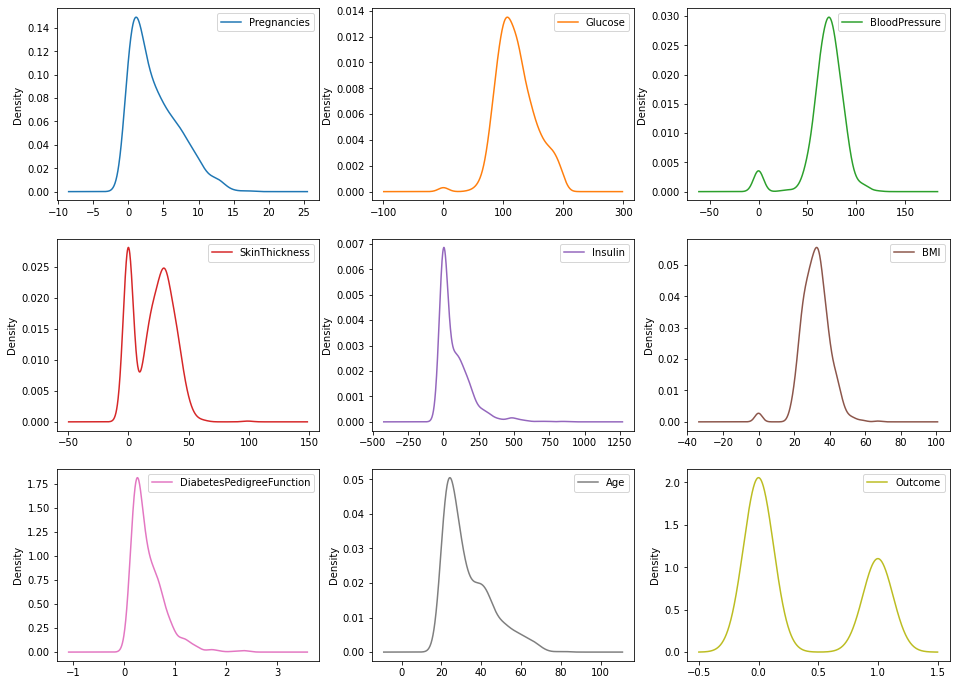 Pregnancies
Density
0.14
0.12
0.10
0.08
0.06
0.04
0.02
0.00
−10 −5 0 5 10 15 20 25
Glucose
Density
0.014
0.012
0.010
0.008
0.006
0.004
0.002
0.000
−100 0 100 200 300
BloodPressure
Density
0.030
0.025
0.020
0.015
0.010
0.005
0.000
−50 0 50 100 150
SkinThickness
Density
0.025
0.020
0.015
0.010
0.005
0.000
−50 0 50 100 150
Insulin
Density
0.007
0.006
0.005
0.004
0.003
0.002
0.001
0.000
−500 −250 0 250 500 750 1000 1250
BMI
Density
0.05
0.04
0.03
0.02
0.01
0.00
−40 −20 0 20 40 60 80 100
DiabetesPedigreeFunction
Density
1.75
1.50
1.25
1.00
0.75
0.50
0.25
0.00
−1 0 1 2 3
Age
Density
0.05
0.04
0.03
0.02
0.01
0.00
0 20 40 60 80 100
Outcome
Density
2.0
1.5
1.0
0.5
0.0
−0.5 0.0 0.5 1.0 1.5